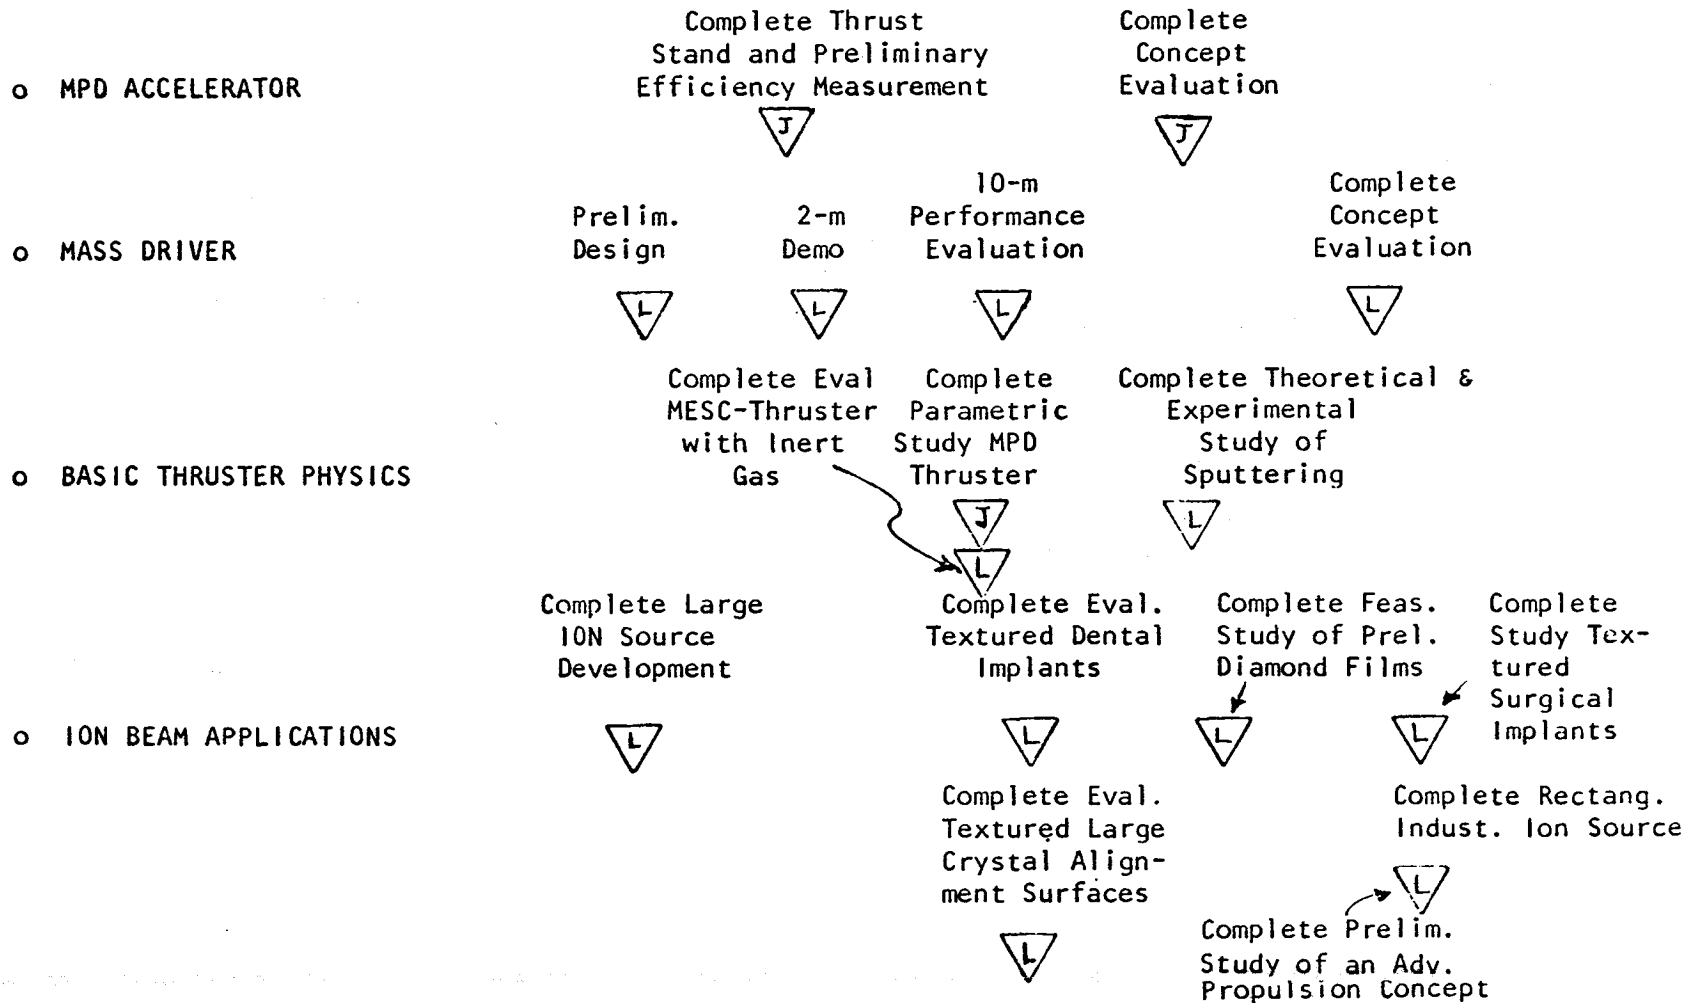 Complete Thrust
Stand and Preliminary
Efficiency Measurement
Complete
Concept
Evaluation
o MPD ACCELERATOR
J
J
Prelim.
Design
2-m
Demo
10-m
Performance
Evaluation
Complete
Concept
Evaluation
o MASS DRIVER
L
L
L
L
Complete Eval
MESC-Thruster
with Inert
Gas
Complete
Parametric
Study MPD
Thruster
Complete Theoretical &
Experimental
Study of
Sputtering
o BASIC THRUSTER PHYSICS
J
L
L
Complete Large
ION Source
Development
Complete Eval.
Textured Dental
Implants
Complete Feas.
Study of Prel.
Diamond Films
Complete
Study Tex-
tured
Surgical
Implants
o ION BEAM APPLICATIONS
L
L
L
L
Complete Eval.
Textured Large
Crystal Align-
ment Surfaces
Complete Rectang.
Indust. Ion Source
L
L
Complete Prelim.
Study of an Adv.
Propulsion Concept